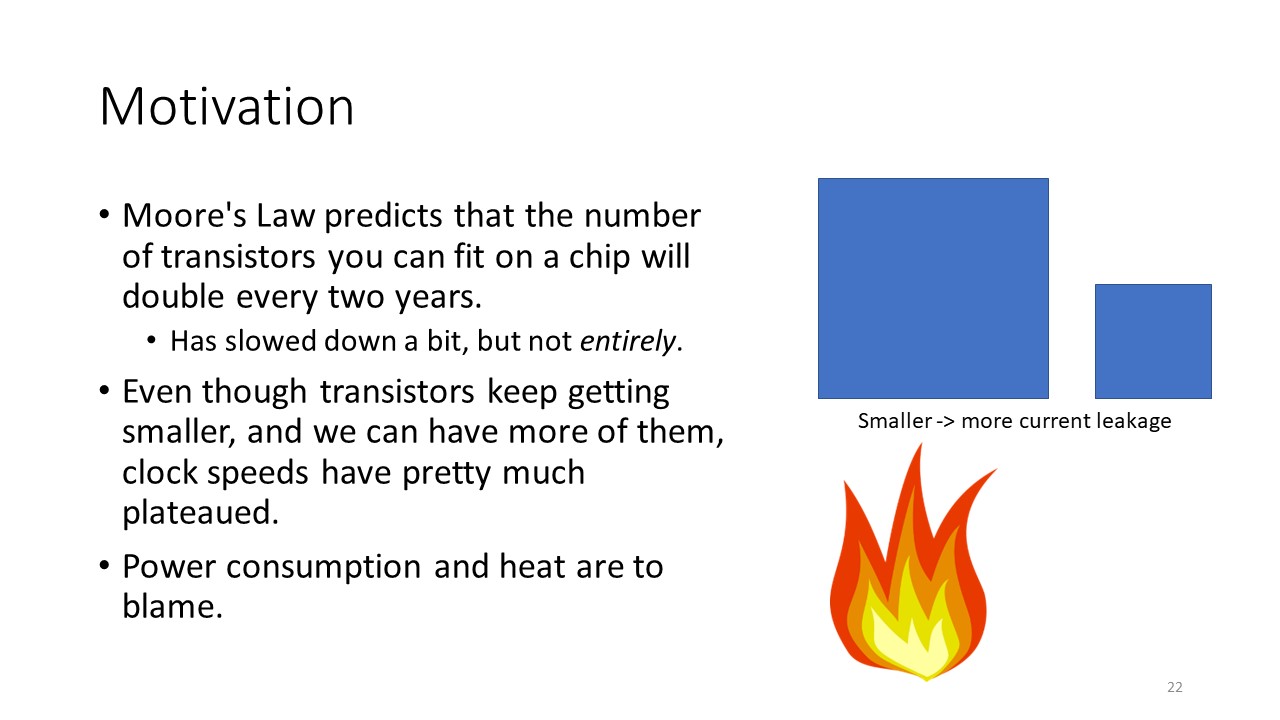 Motivation
• Moore's Law predicts that the number
of transistors you can fit on a chip will
double every two years.
• Has slowed down a bit, but not entirely.
• Even though transistors keep getting
smaller, and we can have more of them,
clock speeds have pretty much
plateaued.
• Power consumption and heat are to
blame.
Smaller -> more current leakage
22